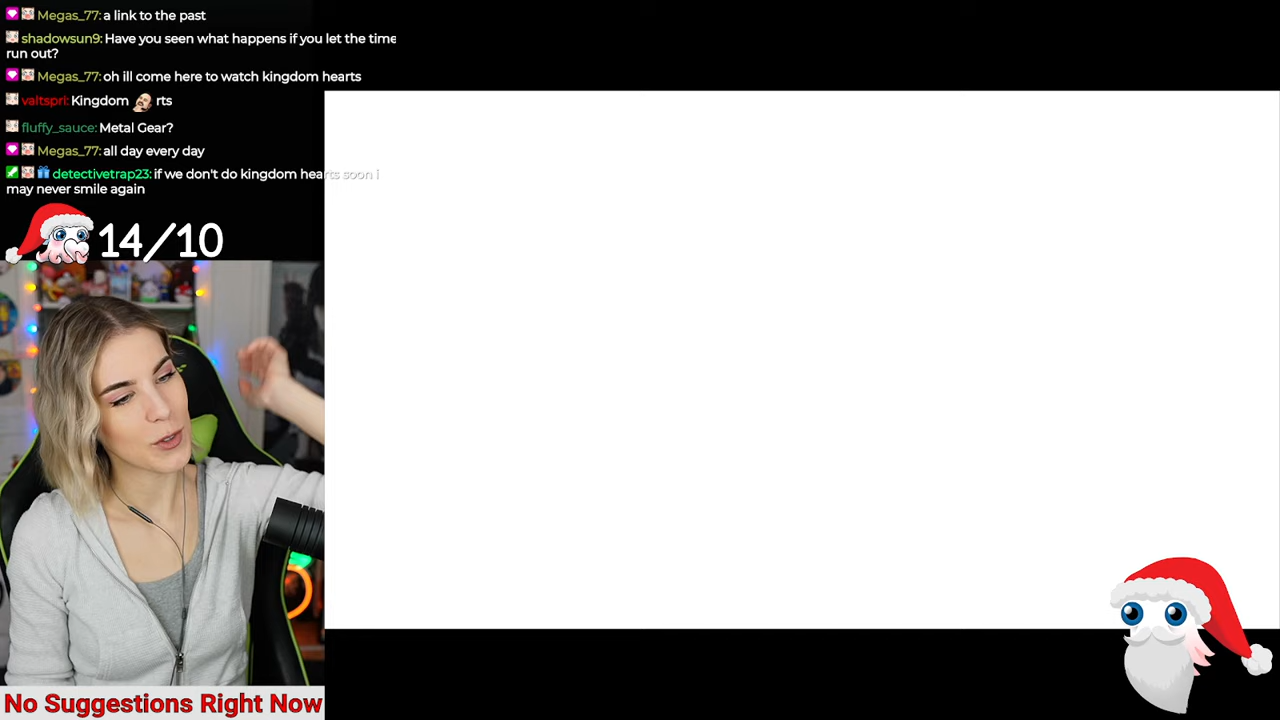 Megas_77: a link to the past
shadowsun9: Have you seen what happens if you let the time
run out?
Megas_77: oh ill come here to watch kingdom hearts
valtspri: Kingdom rts
fluffy_sauce: Metal Gear?
Megas_77: all day every day
detectivetrap23: if we don't do kingdom hearts soon i
may never smile again
14/10
No Suggestions Right Now